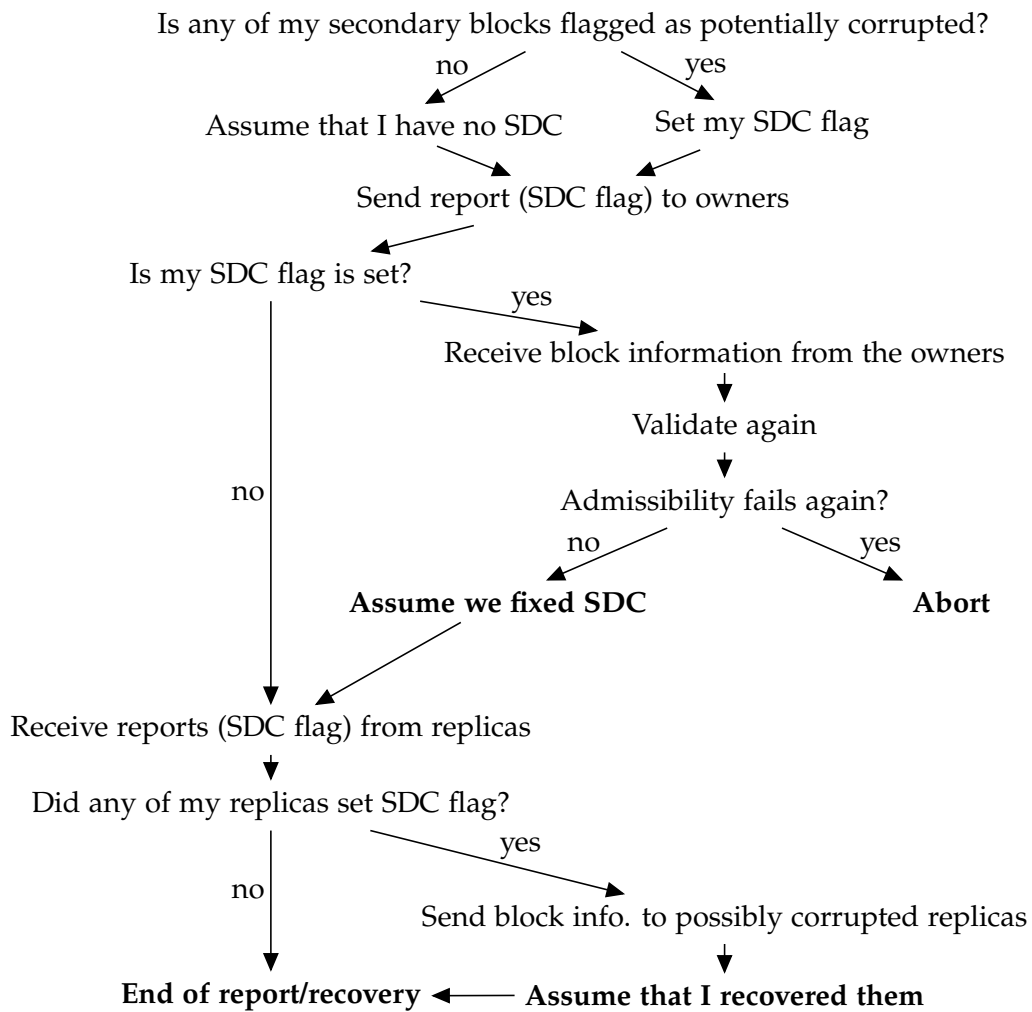 Is any of my secondary blocks flagged as potentially corrupted?
no
yes
Assume that I have no SDC
Set my SDC flag
Send report (SDC flag) to owners
Is my SDC flag is set?
yes
Receive block information from the owners
Validate again
no
Admissibility fails again?
no
yes
Assume we fixed SDC
Abort
Receive reports (SDC flag) from replicas
Did any of my replicas set SDC flag?
yes
no
Send block info. to possibly corrupted replicas
End of report/recovery
Assume that I recovered them